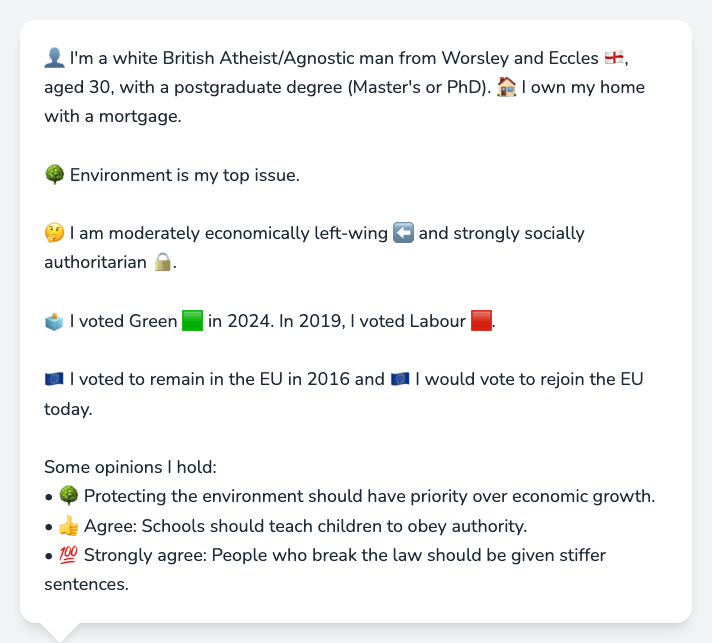 👤 I'm a white British Atheist/Agnostic man from Worsley and Eccles 🏴󠁧󠁢󠁥󠁮󠁧󠁿,
aged 30, with a postgraduate degree (Master's or PhD). 🏠 I own my home
with a mortgage.
🌳 Environment is my top issue.
🤔 I am moderately economically left-wing ⬅️ and strongly socially
authoritarian 🔒.
🗳️ I voted Green 🟩 in 2024. In 2019, I voted Labour 🟥.
🇪🇺 I voted to remain in the EU in 2016 and 🇪🇺 I would vote to rejoin the EU
today.
Some opinions I hold:
• 🌳 Protecting the environment should have priority over economic growth.
• 👍 Agree: Schools should teach children to obey authority.
• 💯 Strongly agree: People who break the law should be given stiffer
sentences.